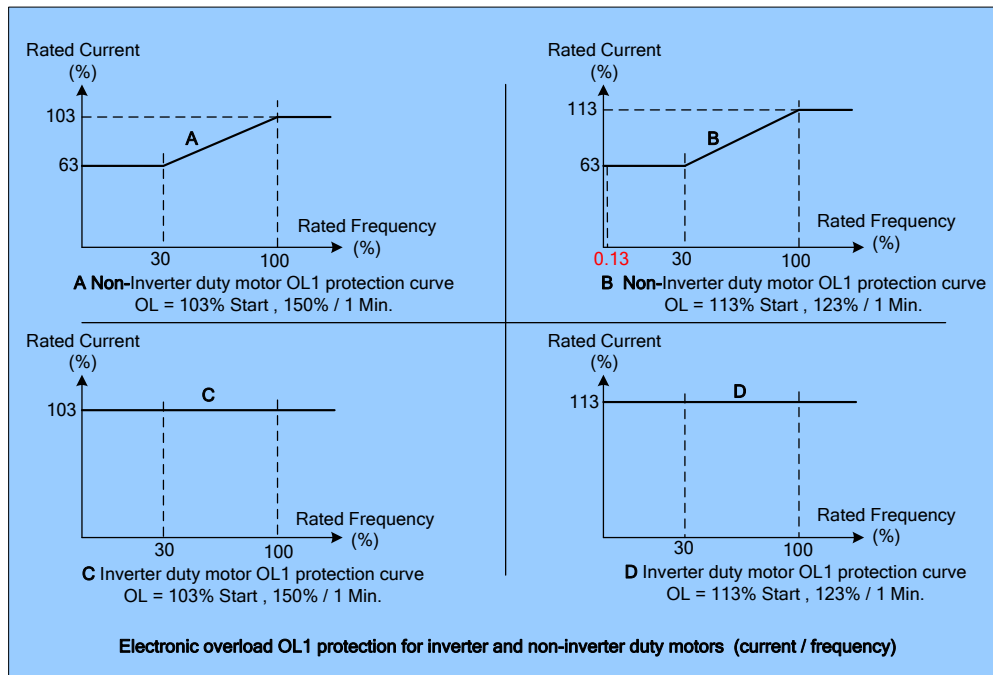 Rated Current
(%)
103
A
63
Rated Frequency
(%)
30
100
A Non-Inverter duty motor OL1 protection curve
OL = 103% Start , 150% / 1 Min.
Rated Current
(%)
113
B
63
Rated Frequency
(%)
0.13
30
100
B Non-Inverter duty motor OL1 protection curve
OL = 113% Start , 123% / 1 Min.
Rated Current
(%)
C
103
Rated Frequency
(%)
30
100
C Inverter duty motor OL1 protection curve
OL = 103% Start , 150% / 1 Min.
Rated Current
(%)
D
113
Rated Frequency
(%)
30
100
D Inverter duty motor OL1 protection curve
OL = 113% Start , 123% / 1 Min.
Electronic overload OL1 protection for inverter and non-inverter duty motors (current / frequency)